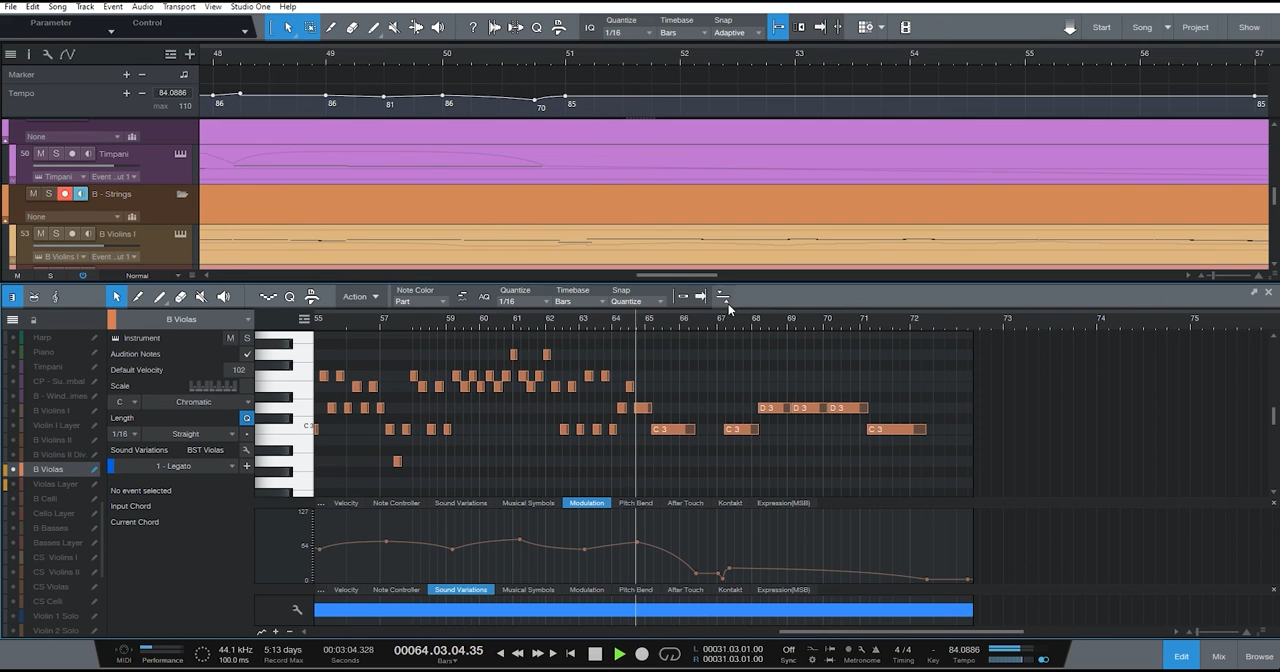 File Edit Song Track Event Audio Transport View Studio One Help
Parameter Control
? IQ Quantize 1/16 Timebase Bars Snap Adaptive Start Song Project Show
48 49 50 51 52 53 54 55 56 57
Marker
Tempo 84.0886
max 110
86 86 81 86 70 85 85
None
50 M S Timpani
Timpani Event ..ut 1
M S B - Strings
None
53 M S B Violins I
B Violins I Event ..ut 1
M S Normal
Action Note Color Part AQ Quantize 1/16 Timebase Bars Snap Quantize
B Violas
55 57 59 60 61 62 63 64 65 66 67 68 69 70 71 72 73 74 75
Harp
Piano
Timpani
CP - Su..mbal
B - Wind..imes
B Violins I
Violin I Layer
B Violins II
B Violins II Div.
B Violas
Violas Layer
B Celli
Cello Layer
B Basses
Basses Layer
CS Violins I
CS Violins II
CS Violas
CS Celli
Violin 1 Solo
Violin 2 Solo
Instrument M S
Audition Notes
Default Velocity 102
Scale
C Chromatic
Length Q
1/16 Straight
Sound Variations BST Violas
1 - Legato
No event selected
Input Chord
Current Chord
C 3
D 3 D 3 D 3
C 3 C 3 C 3
... Velocity Note Controller Sound Variations Musical Symbols Modulation Pitch Bend After Touch Kontakt Expression(MSB)
127
64
0
... Velocity Note Controller Sound Variations Musical Symbols Modulation Pitch Bend After Touch Kontakt Expression(MSB)
MIDI Performance 44.1 kHz 100.0 ms 5:13 days Record Max 00:03:04.328 Seconds 00064.03.04.35 Bars L 00031.03.01.00 R 00031.03.01.00 Off Sync Metronome 4 / 4 Timing - Key 84.0886 Tempo Edit Mix Browse